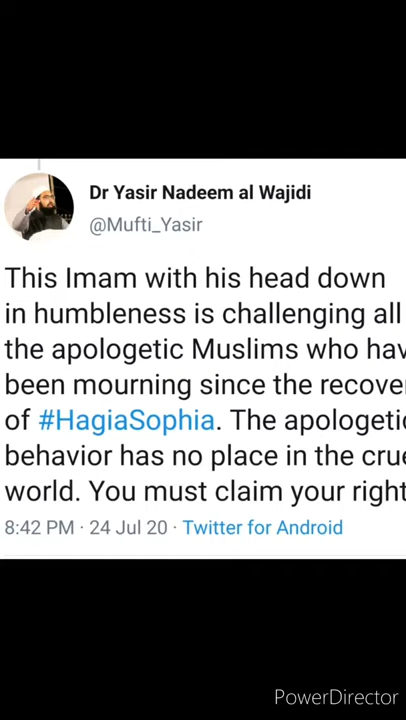 Dr Yasir Nadeem al Wajidi
@Mufti_Yasir
This Imam with his head down
in humbleness is challenging all
the apologetic Muslims who hav
been mourning since the recove
of #HagiaSophia. The apologetic
behavior has no place in the crue
world. You must claim your right
8:42 PM · 24 Jul 20 · Twitter for Android
PowerDirector